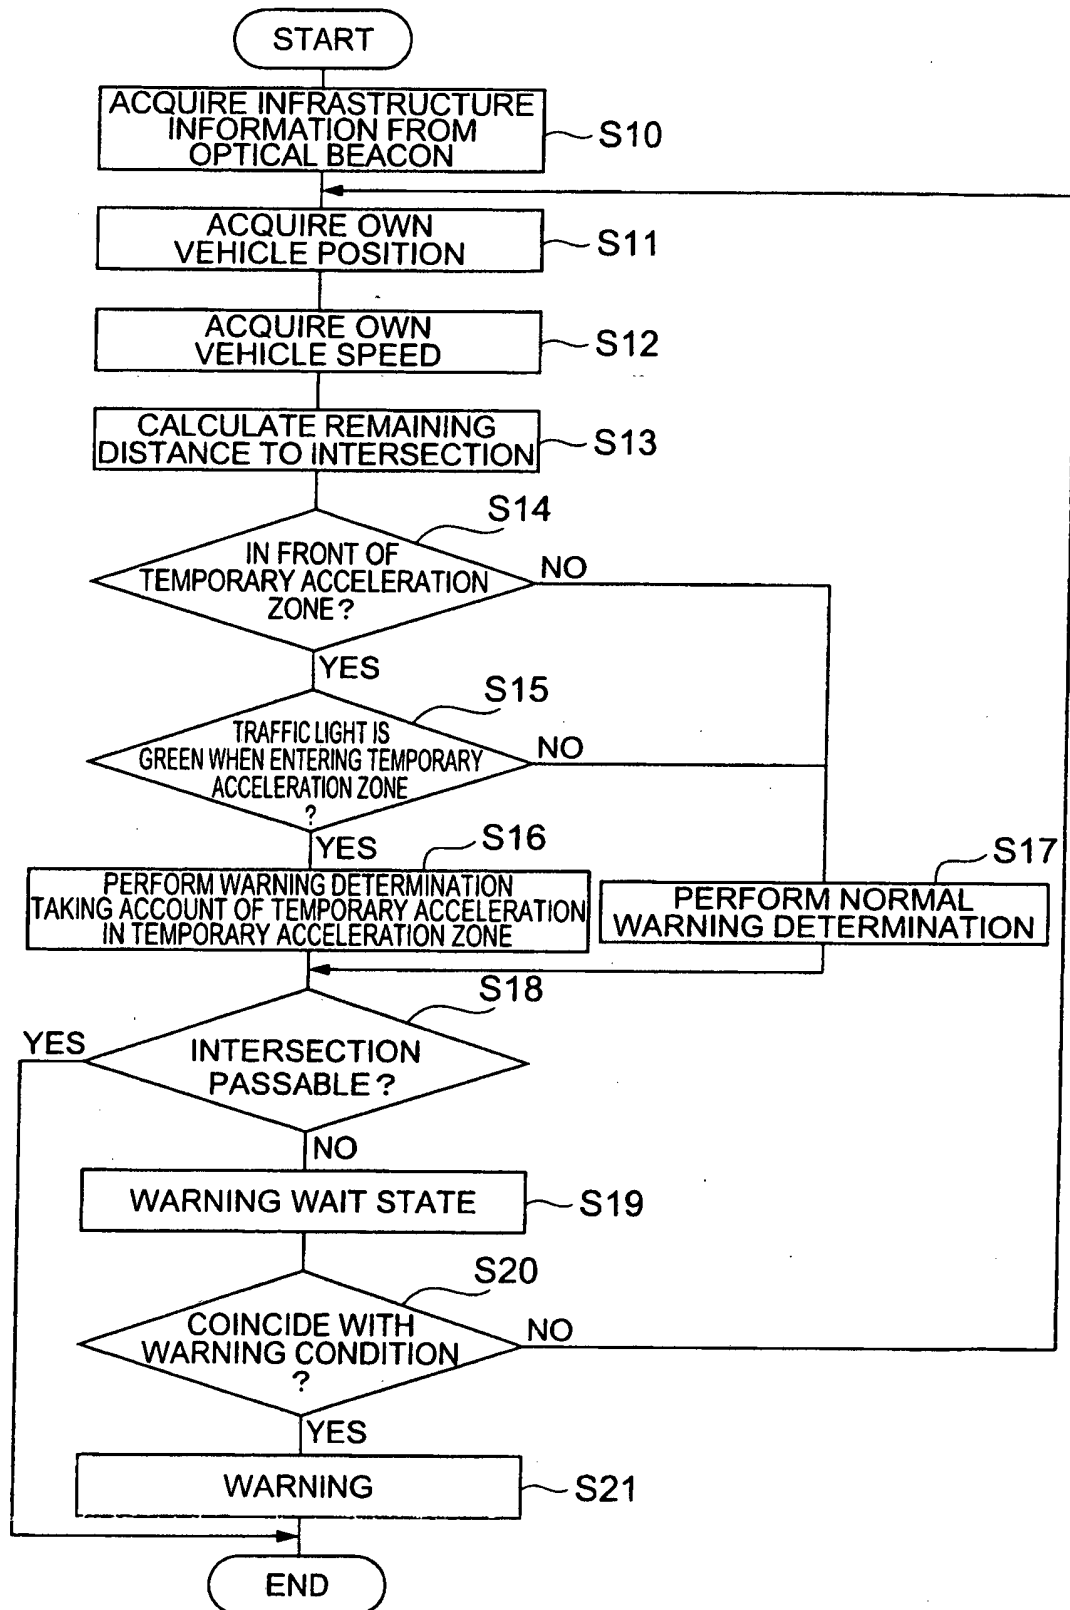 START
ACQUIRE INFRASTRUCTURE
INFORMATION FROM
OPTICAL BEACON
S10
ACQUIRE OWN
VEHICLE POSITION
S11
ACQUIRE OWN
VEHICLE SPEED
S12
CALCULATE REMAINING
DISTANCE TO INTERSECTION
S13
S14
IN FRONT OF
TEMPORARY ACCELERATION
ZONE?
NO
YES
S15
TRAFFIC LIGHT IS
GREEN WHEN ENTERING TEMPORARY
ACCELERATION ZONE
?
NO
YES
S16
PERFORM WARNING DETERMINATION
TAKING ACCOUNT OF TEMPORARY ACCELERATION
IN TEMPORARY ACCELERATION ZONE
S17
PERFORM NORMAL
WARNING DETERMINATION
S18
YES
INTERSECTION
PASSABLE?
NO
WARNING WAIT STATE
S19
S20
COINCIDE WITH
WARNING CONDITION
?
NO
YES
WARNING
S21
END